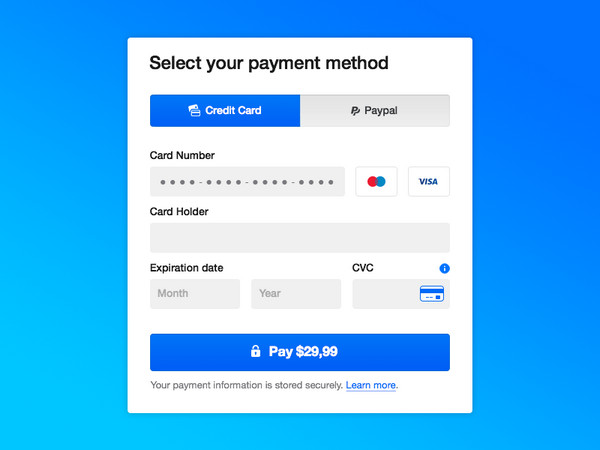 Select your payment method
Credit Card
Paypal
Card Number
VISA
Card Holder
Expiration date
CVC
Month
Year
Pay $29,99
Your payment information is stored securely. Learn more.